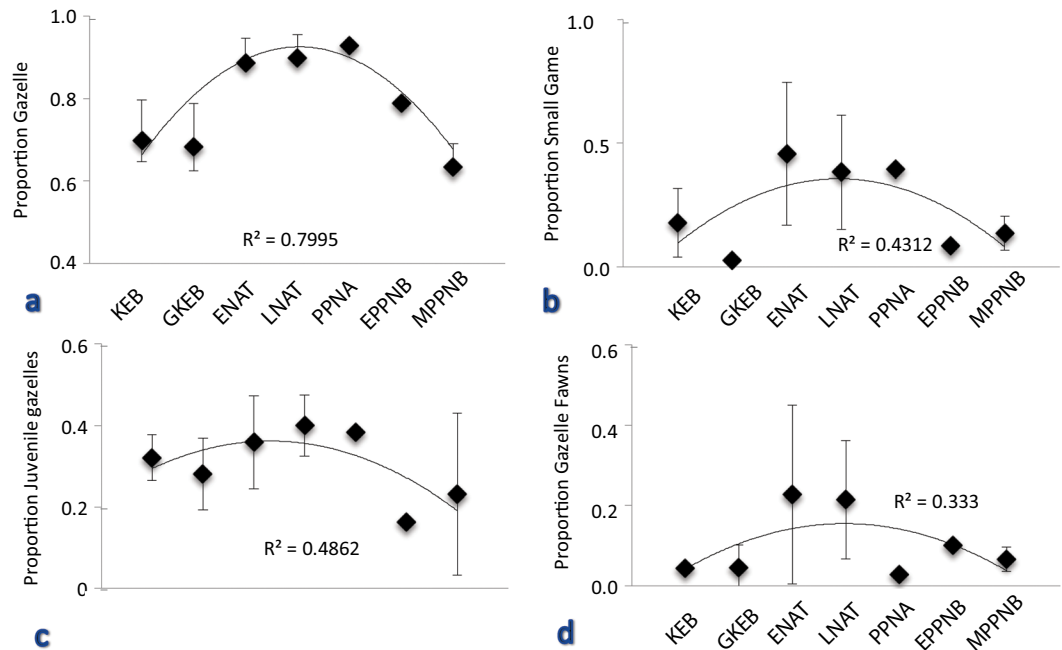 Proportion Gazelle
1.0
0.8
0.6
0.4
R² = 0.7995
a
KEB
GKEB
ENAT
LNAT
PPNA
EPPNB
MPPNB
Proportion Small Game
1
0.5
0.0
R² = 0.4312
b
KEB
GKEB
ENAT
LNAT
PPNA
EPPNB
MPPNB
Proportion Juvenile gazelles
0.6
0.4
0.2
0
R² = 0.4862
c
Proportion Gazelle Fawns
0.6
0.4
0.2
0.0
R² = 0.333
d
KEB
GKEB
ENAT
LNAT
PPNA
EPPNB
MPPNB